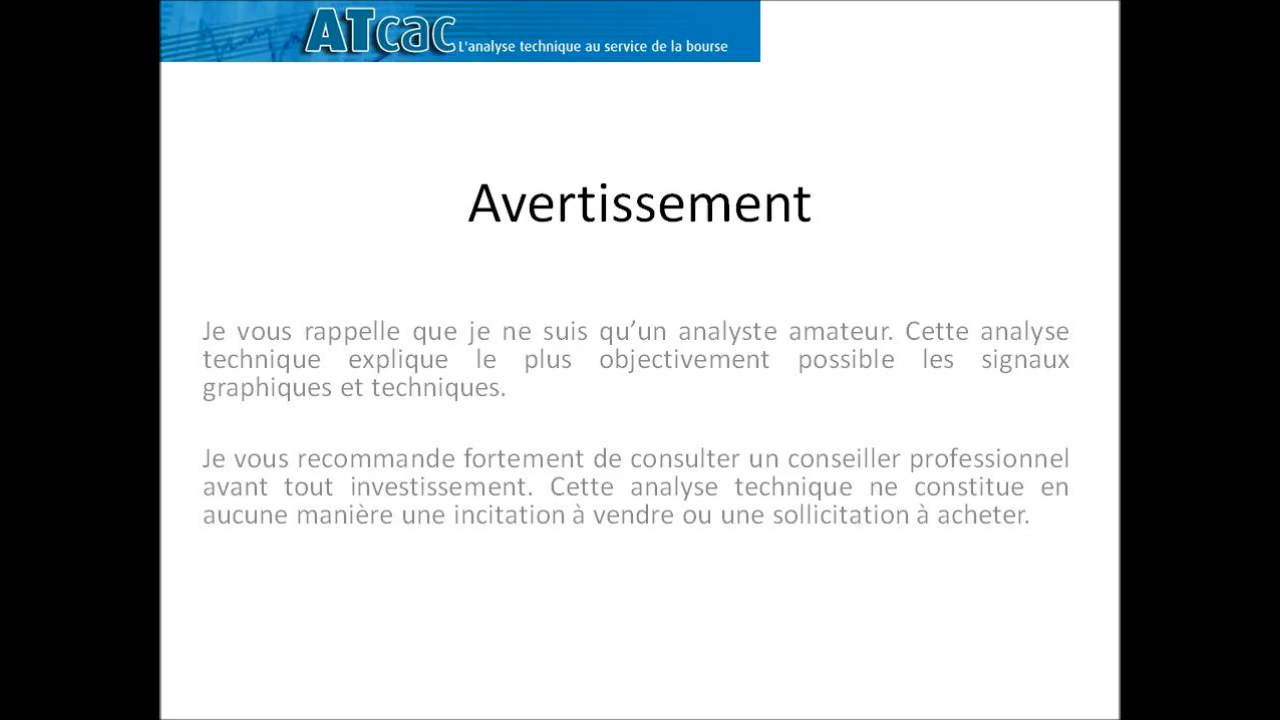 ATcac L'analyse technique au service de la bourse
Avertissement
Je vous rappelle que je ne suis qu’un analyste amateur. Cette analyse
technique explique le plus objectivement possible les signaux
graphiques et techniques.
Je vous recommande fortement de consulter un conseiller professionnel
avant tout investissement. Cette analyse technique ne constitue en
aucune manière une incitation à vendre ou une sollicitation à acheter.